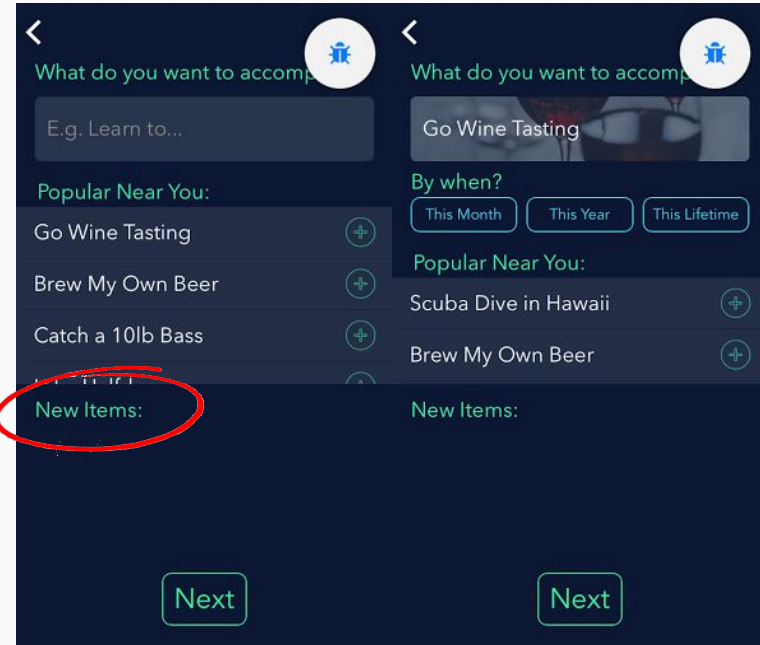 What do you want to accomp
E.g. Learn to...
Popular Near You:
Go Wine Tasting
Brew My Own Beer
Catch a 10lb Bass
New Items:
Next
What do you want to accomp
Go Wine Tasting
By when?
This Month This Year This Lifetime
Popular Near You:
Scuba Dive in Hawaii
Brew My Own Beer
New Items:
Next